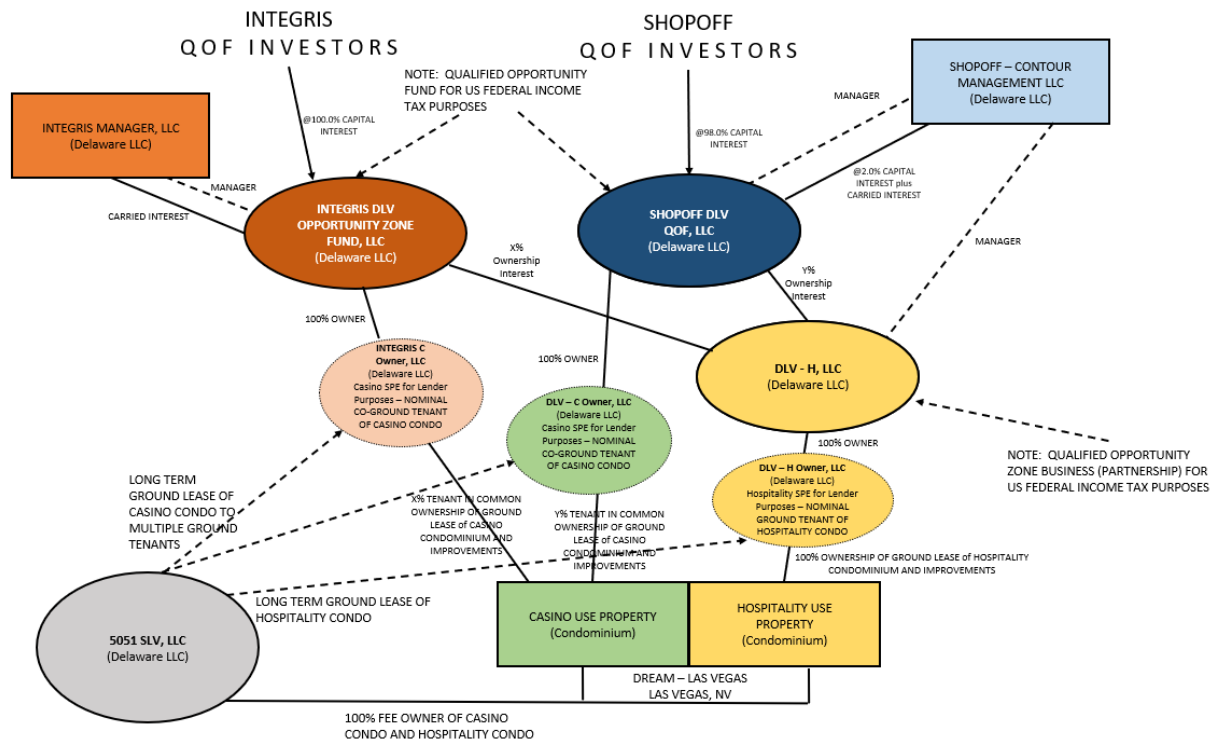 INTEGRIS
QOF INVESTORS
SHOPOFF
QOF INVESTORS
NOTE: QUALIFIED OPPORTUNITY
FUND FOR US FEDERAL INCOME
TAX PURPOSES
SHOPOFF – CONTOUR
MANAGEMENT LLC
(Delaware LLC)
INTEGRIS MANAGER, LLC
(Delaware LLC)
@100.0% CAPITAL
INTEREST
@98.0% CAPITAL
INTEREST
MANAGER
@2.0% CAPITAL
INTEREST plus
CARRIED INTEREST
MANAGER
CARRIED INTEREST
MANAGER
INTEGRIS DLV
OPPORTUNITY ZONE
FUND, LLC
(Delaware LLC)
SHOPOFF DLV
QOF, LLC
(Delaware LLC)
X%
Ownership
Interest
Y%
Ownership
Interest
100% OWNER
100% OWNER
INTEGRIS C
Owner, LLC
(Delaware LLC)
Casino SPE for Lender
Purposes – NOMINAL
CO-GROUND TENANT
OF CASINO CONDO
DLV – C Owner, LLC
(Delaware LLC)
Casino SPE for Lender
Purposes – NOMINAL
CO-GROUND TENANT
OF CASINO CONDO
DLV - H, LLC
(Delaware LLC)
100% OWNER
DLV – H Owner, LLC
(Delaware LLC)
Hospitality SPE for Lender
Purposes – NOMINAL
GROUND TENANT OF
HOSPITALITY CONDO
NOTE: QUALIFIED OPPORTUNITY
ZONE BUSINESS (PARTNERSHIP) FOR
US FEDERAL INCOME TAX PURPOSES
LONG TERM
GROUND LEASE OF
CASINO CONDO TO
MULTIPLE GROUND
TENANTS
X% TENANT IN COMMON
OWNERSHIP OF GROUND
LEASE of CASINO
CONDOMINIUM AND
IMPROVEMENTS
Y% TENANT IN COMMON
OWNERSHIP OF GROUND
LEASE of CASINO
CONDOMINIUM AND
IMPROVEMENTS
100% OWNERSHIP OF GROUND LEASE of HOSPITALITY
CONDOMINIUM AND IMPROVEMENTS
LONG TERM GROUND LEASE OF
HOSPITALITY CONDO
5051 SLV, LLC
(Delaware LLC)
CASINO USE PROPERTY
(Condominium)
HOSPITALITY USE
PROPERTY
(Condominium)
DREAM – LAS VEGAS
LAS VEGAS, NV
100% FEE OWNER OF CASINO
CONDO AND HOSPITALITY CONDO